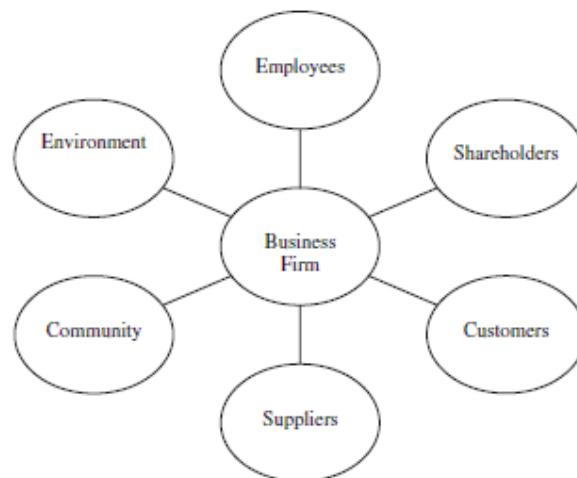 Employees
Environment
Shareholders
Business
Firm
Community
Customers
Suppliers